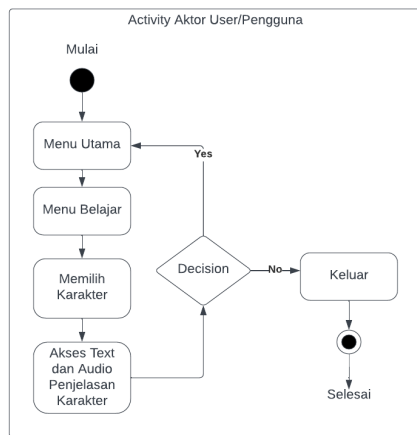 Activity Aktor User/Pengguna
Mulai
Menu Utama
Yes
Menu Belajar
Memilih
Karakter
Decision
No
Keluar
Akses Text
dan Audio
Penjelasan
Karakter
Selesai